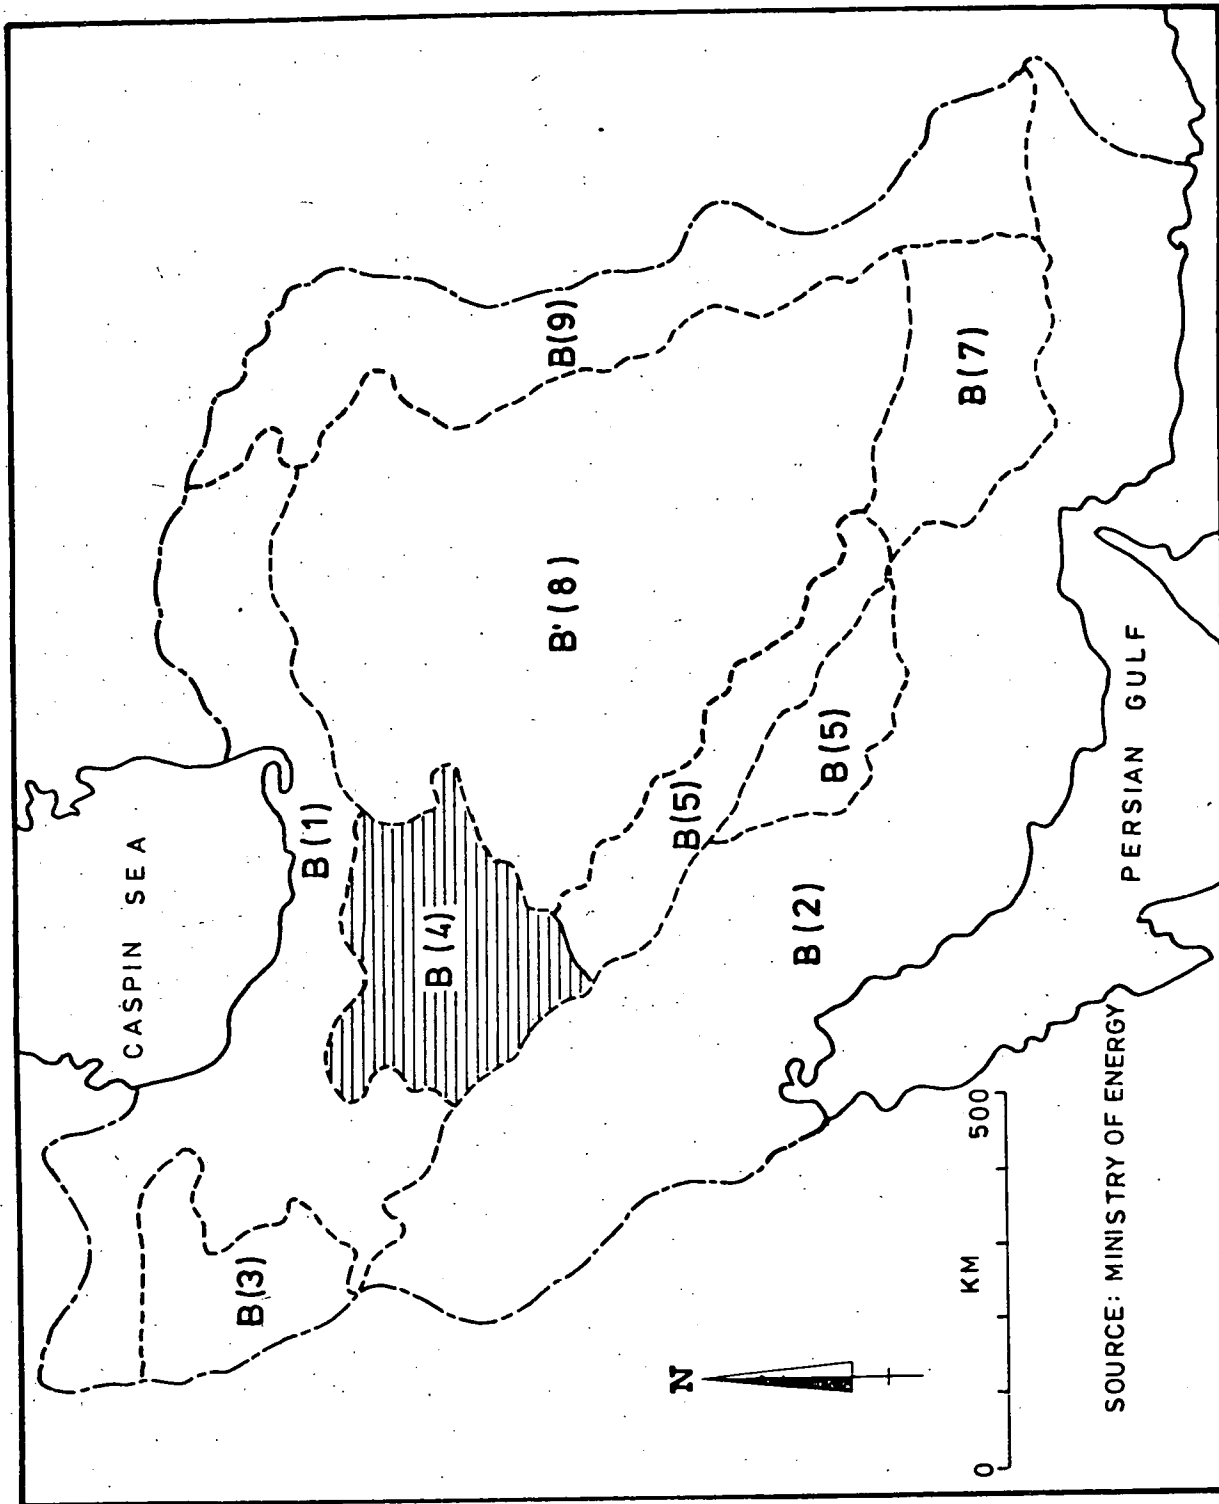 CASPIN SEA
B(3)
B(1)
B(4)
B'(8)
B(9)
B(5)
B(5)
B(2)
B(7)
PERSIAN GULF
N
0
KM
500
SOURCE: MINISTRY OF ENERGY